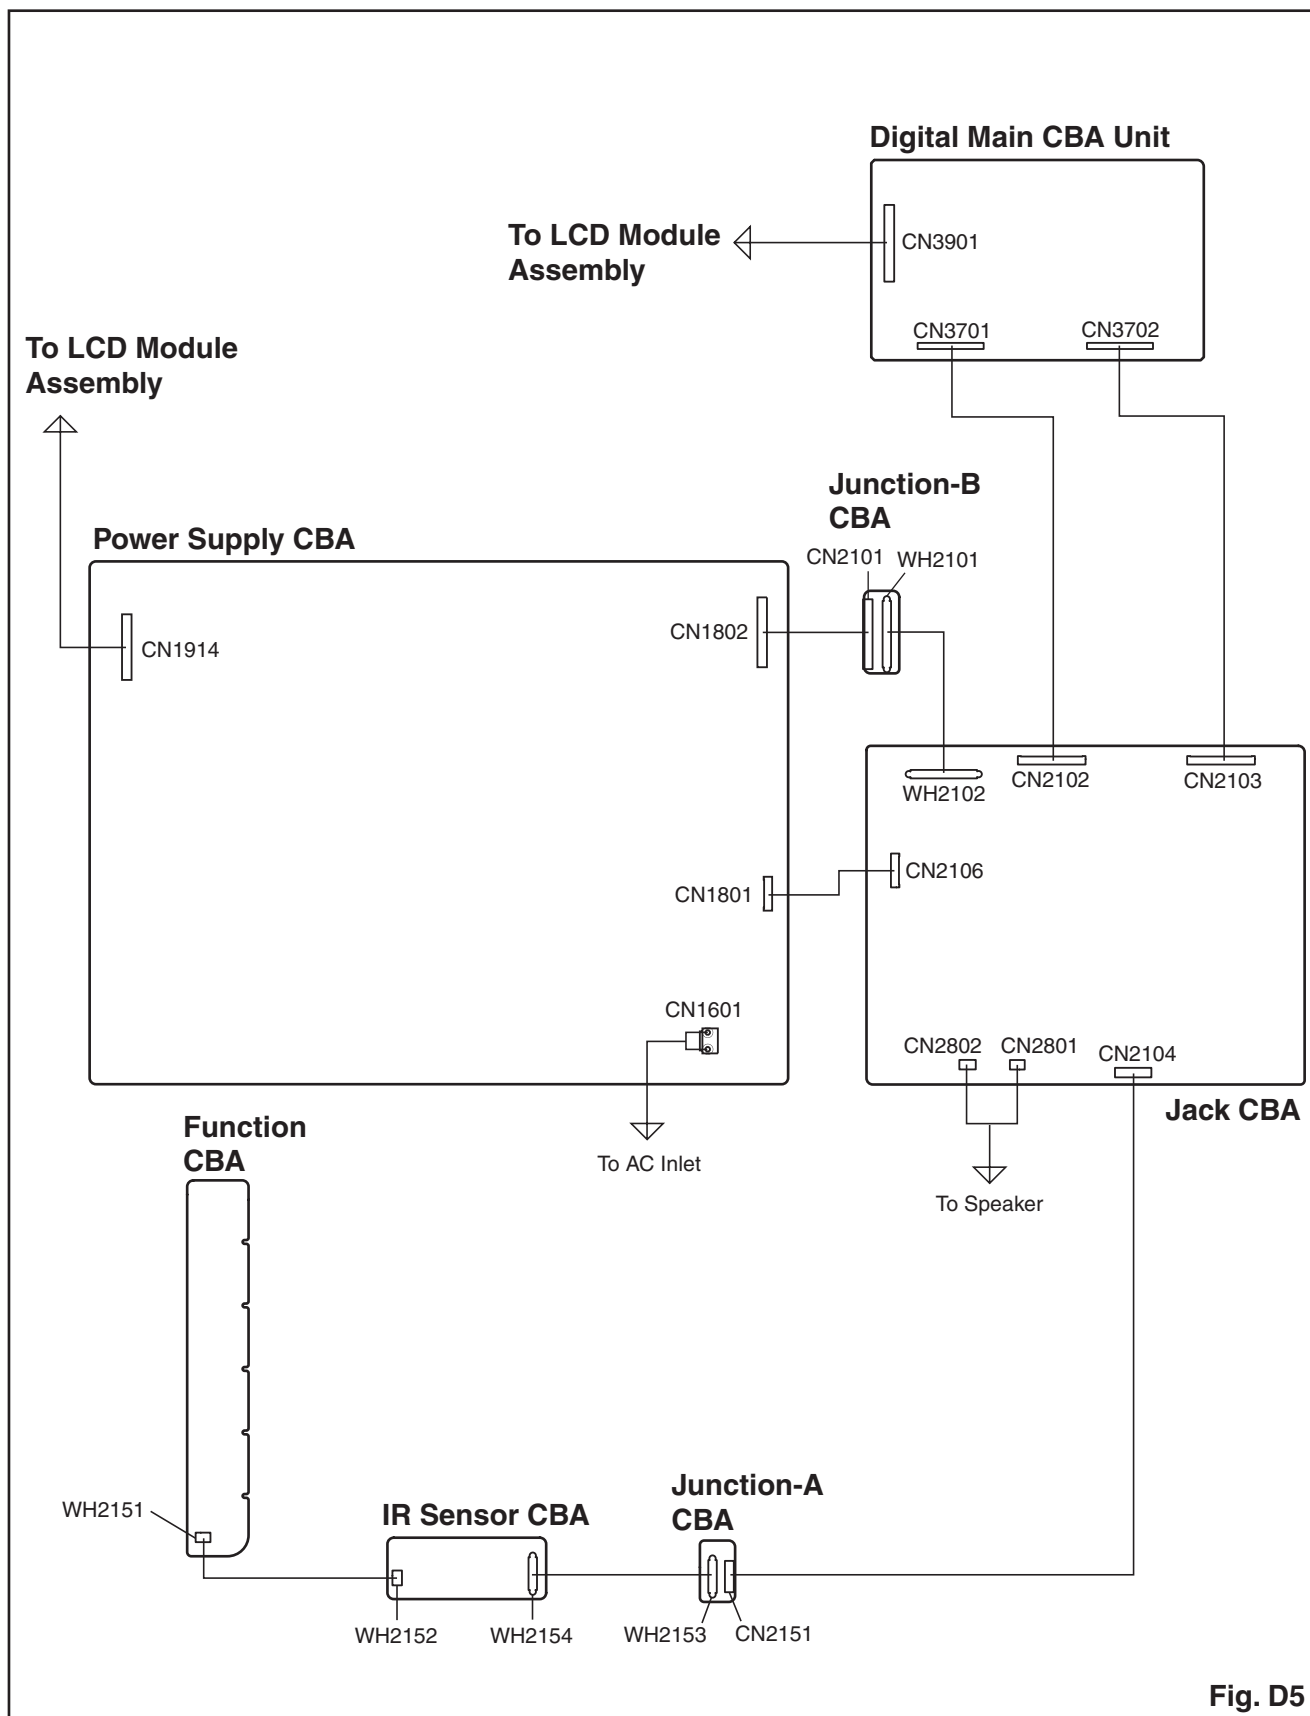 Digital Main CBA Unit
To LCD Module
Assembly
CN3901
CN3701
CN3702
To LCD Module
Assembly
Junction-B
CBA
Power Supply CBA
CN2101
WH2101
CN1802
CN1914
WH2102
CN2102
CN2103
CN2106
CN1801
CN1601
CN2802
CN2801
CN2104
Jack CBA
Function
CBA
To AC Inlet
To Speaker
Junction-A
CBA
WH2151
IR Sensor CBA
WH2152
WH2154
WH2153
CN2151
Fig. D5